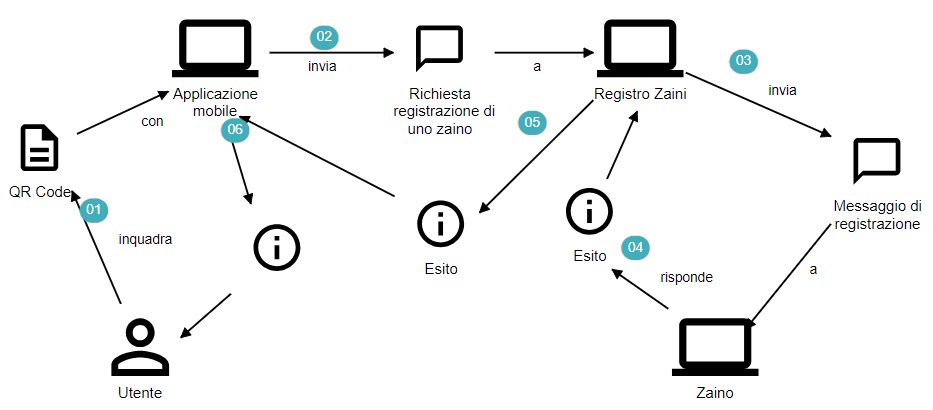 02
invia
Applicazione
mobile
Richiesta
registrazione di
uno zaino
a
Registro Zaini
03
invia
con
06
05
QR Code
01
inquadra
Esito
Esito
04
risponde
Messaggio di
registrazione
a
Utente
Zaino